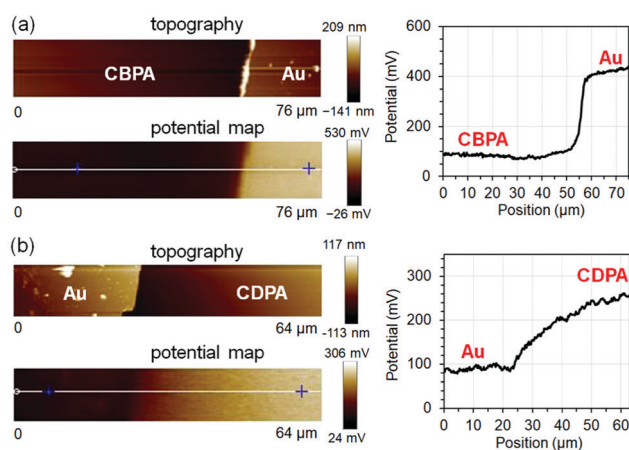 (a)
topography
209 nm
CBPA
Au
0
76 µm
−141 nm
potential map
530 mV
0
76 µm
−26 mV
Potential (mV)
600
400
200
0
CBPA
Au
0 10 20 30 40 50 60 70
Position (µm)
(b)
topography
117 nm
Au
CDPA
0
64 µm
-113 nm
potential map
306 mV
0
64 µm
24 mV
Potential (mV)
300
200
100
0
Au
CDPA
0 10 20 30 40 50 60
Position (µm)